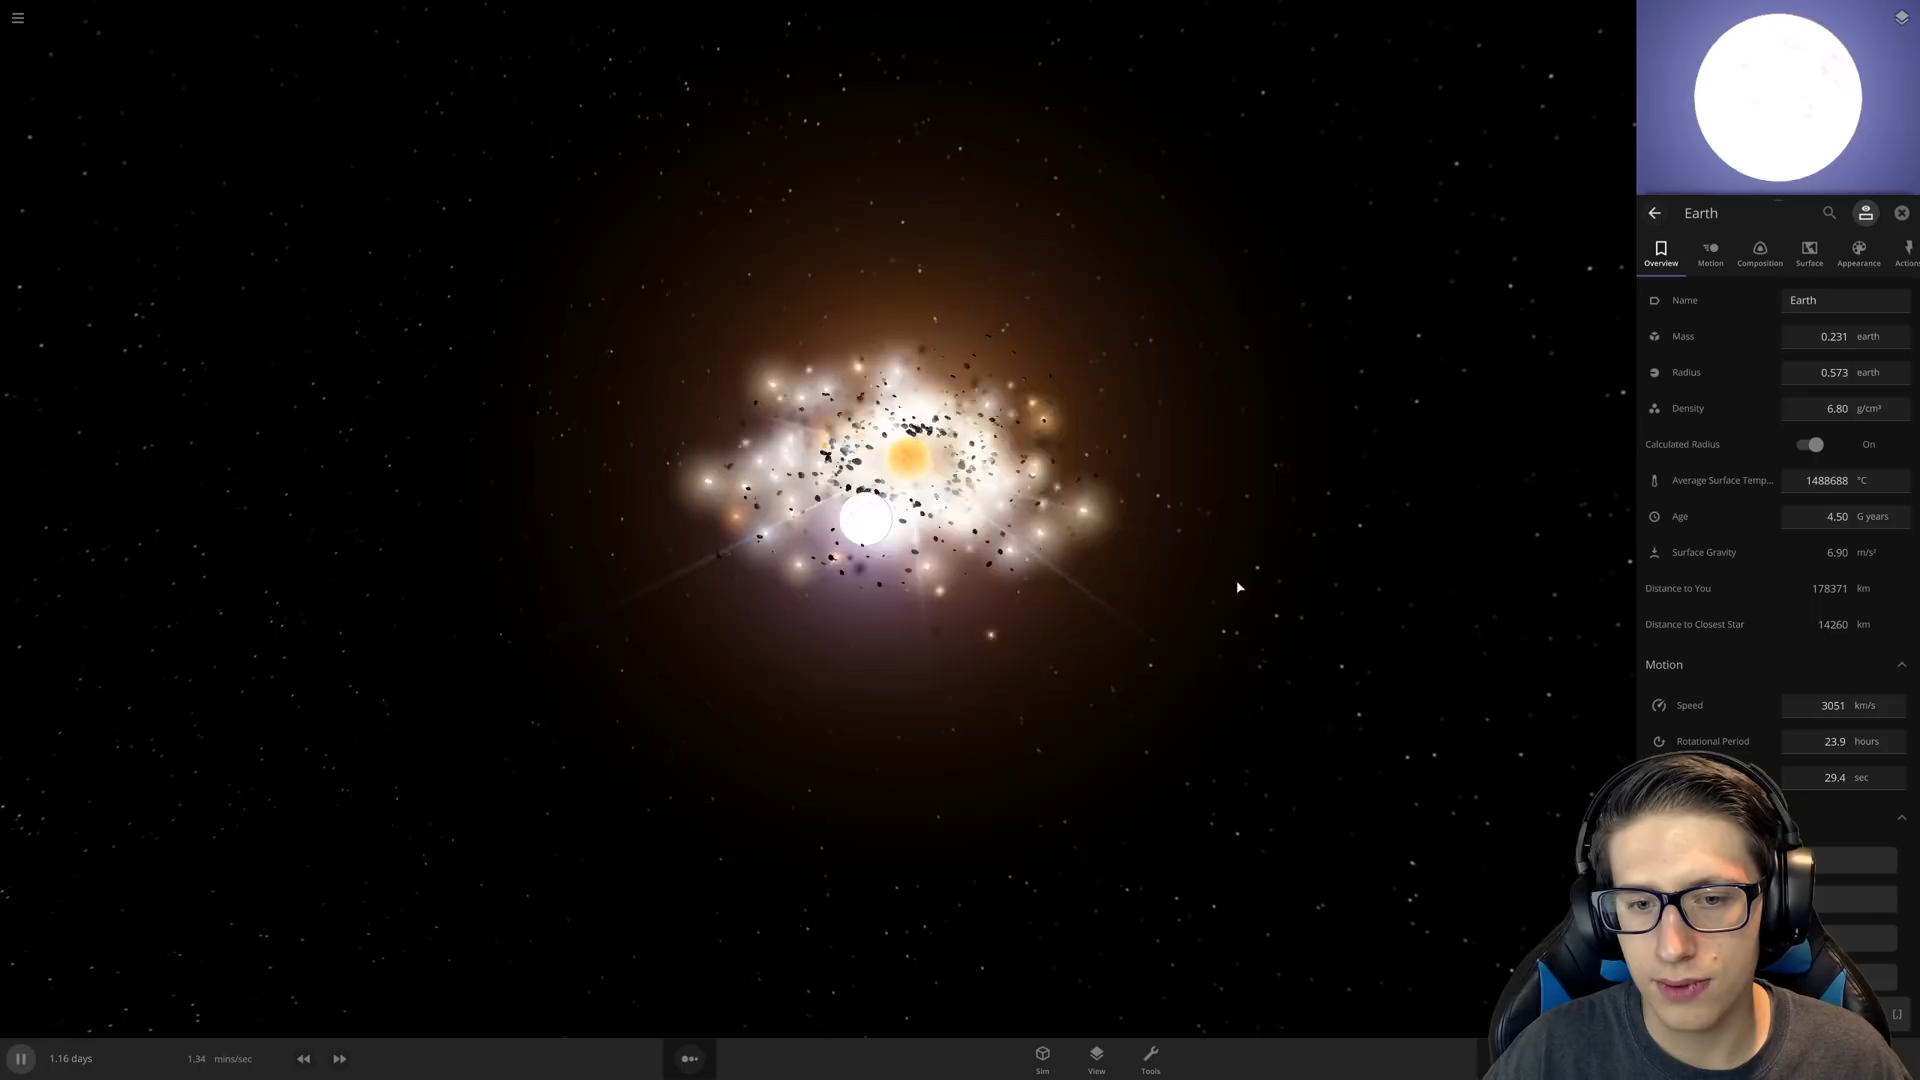 Earth
Overview
Motion
Composition
Surface
Appearance
Actions
Name Earth
Mass 0.231 earth
Radius 0.573 earth
Density 6.80 g/cm³
Calculated Radius On
Average Surface Temp... 1488688 °C
Age 4.50 G years
Surface Gravity 6.90 m/s²
Distance to You 178371 km
Distance to Closest Star 14260 km
Motion
Speed 3051 km/s
Rotational Period 23.9 hours
29.4 sec
1.16 days
1.34 mins/sec
Sim
View
Tools